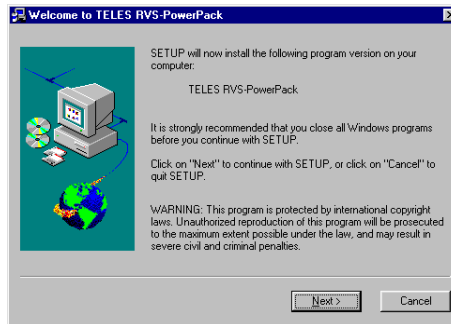 Welcome to TELES RVS-PowerPack
SETUP will now install the following program version on your
computer:
TELES RVS-PowerPack
It is strongly recommended that you close all Windows programs
before you continue with SETUP.
Click on "Next" to continue with SETUP, or click on "Cancel" to
quit SETUP.
WARNING: This program is protected by international copyright
laws. Unauthorized reproduction of this program will be prosecuted
to the maximum extent possible under the law, and may result in
severe civil and criminal penalties.
Next >
Cancel